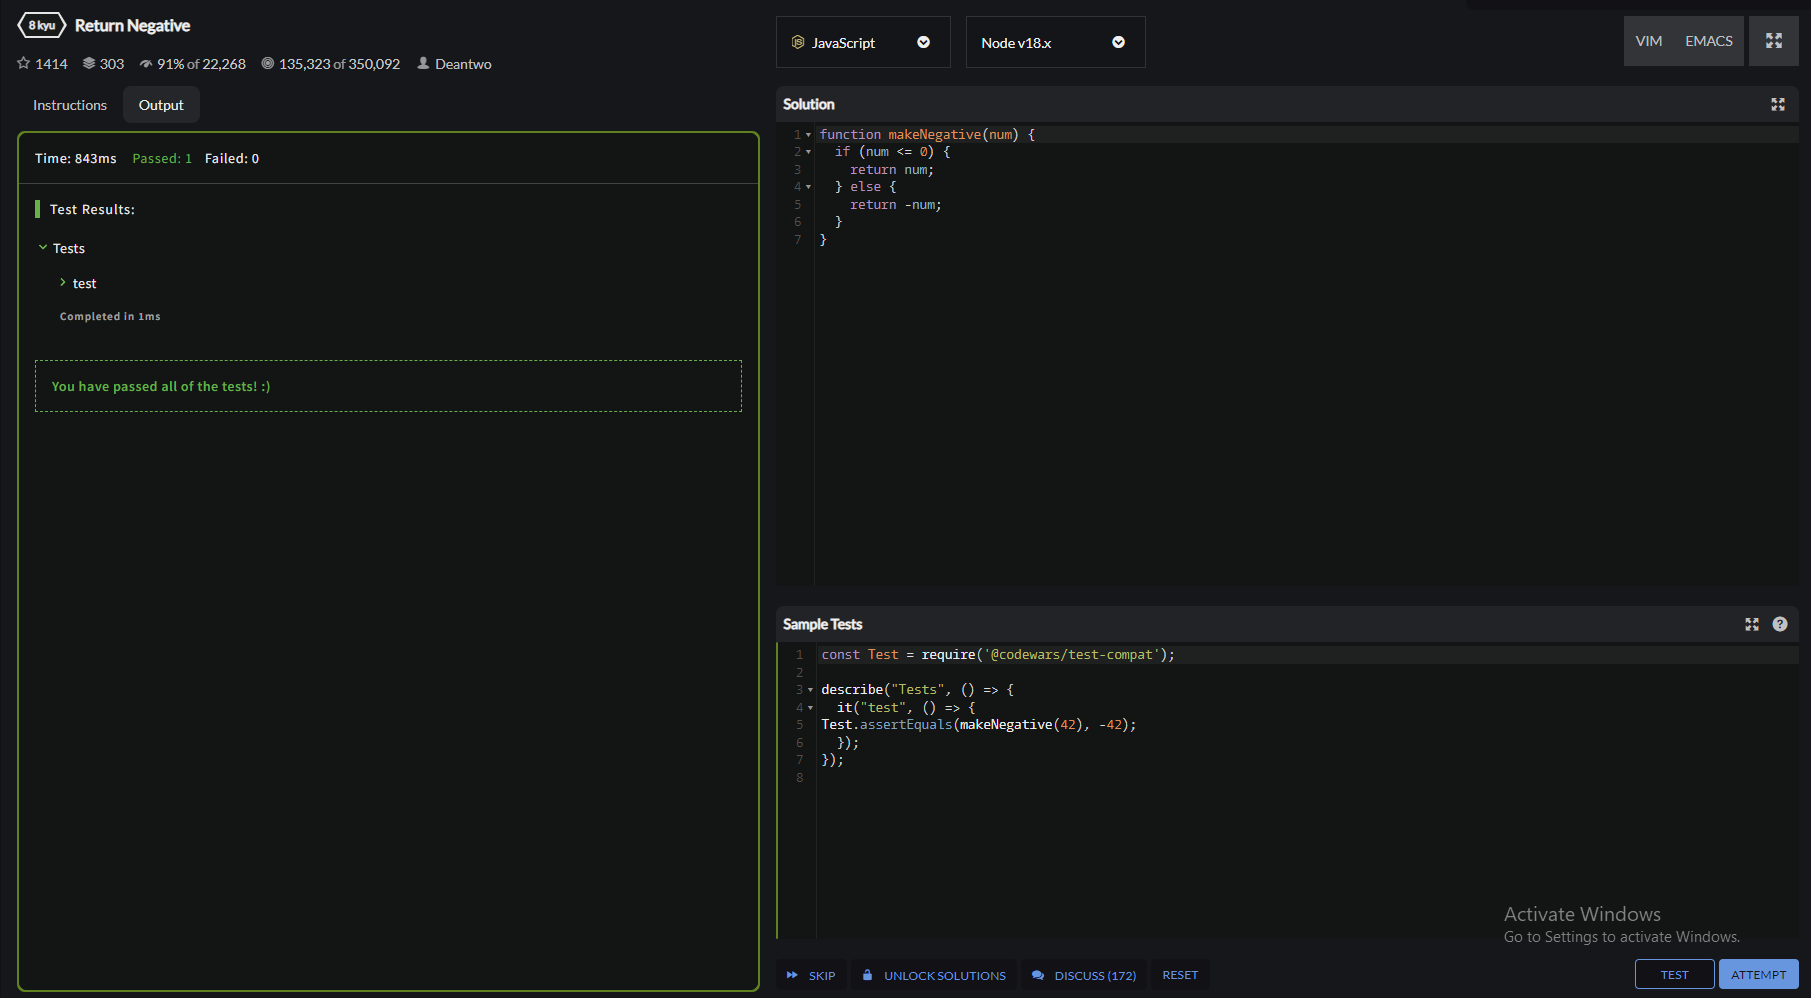 8 kyu Return Negative
1414 303 91% of 22,268 135,323 of 350,092 Deantwo
Instructions Output
Time: 843ms Passed: 1 Failed: 0
Test Results:
Tests
test
Completed in 1ms
You have passed all of the tests! :)
JavaScript Node v18.x VIM EMACS
Solution
1 function makeNegative(num) {
2 if (num <= 0) {
3 return num;
4 } else {
5 return -num;
6 }
7 }
Sample Tests ?
1 const Test = require('@codewars/test-compat');
2
3 describe("Tests", () => {
4 it("test", () => {
5 Test.assertEquals(makeNegative(42), -42);
6 });
7 });
8
Activate Windows
Go to Settings to activate Windows.
SKIP UNLOCK SOLUTIONS DISCUSS (172) RESET TEST ATTEMPT